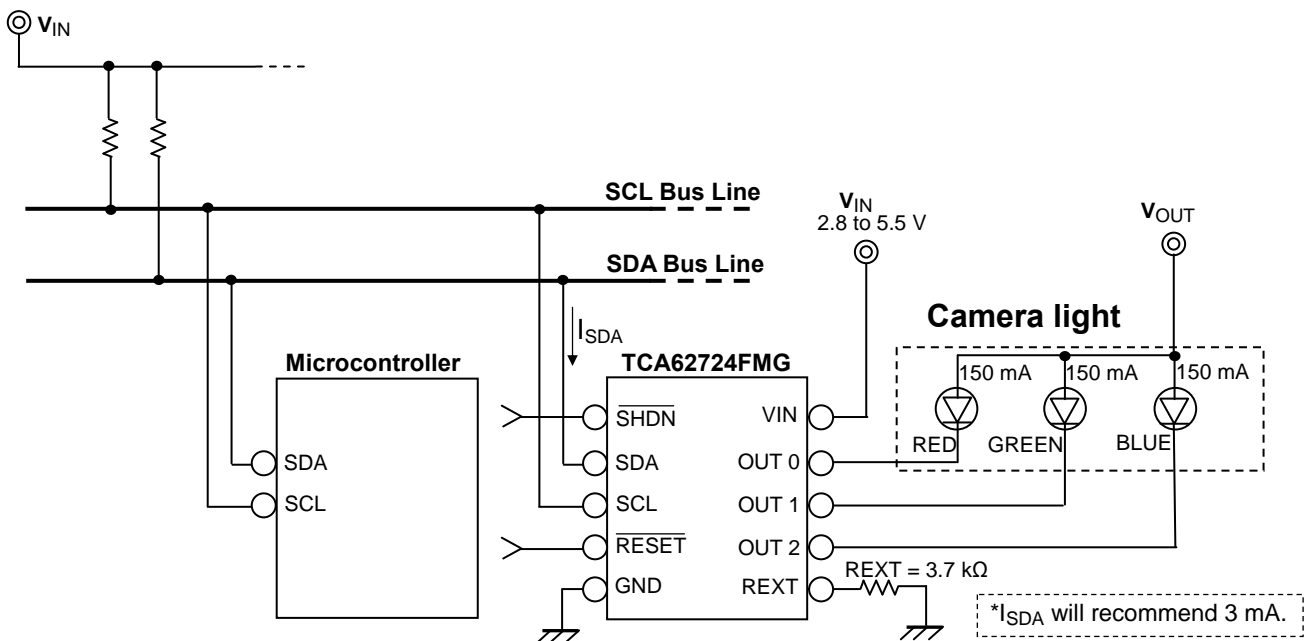 VIN
SCL Bus Line
VIN
2.8 to 5.5 V
VOUT
SDA Bus Line
Camera light
ISDA
Microcontroller
TCA62724FMG
150 mA
150 mA
150 mA
SHDN
VIN
RED
GREEN
BLUE
SDA
SDA
OUT 0
SCL
SCL
OUT 1
RESET
OUT 2
GND
REXT
REXT = 3.7 kΩ
*ISDA will recommend 3 mA.